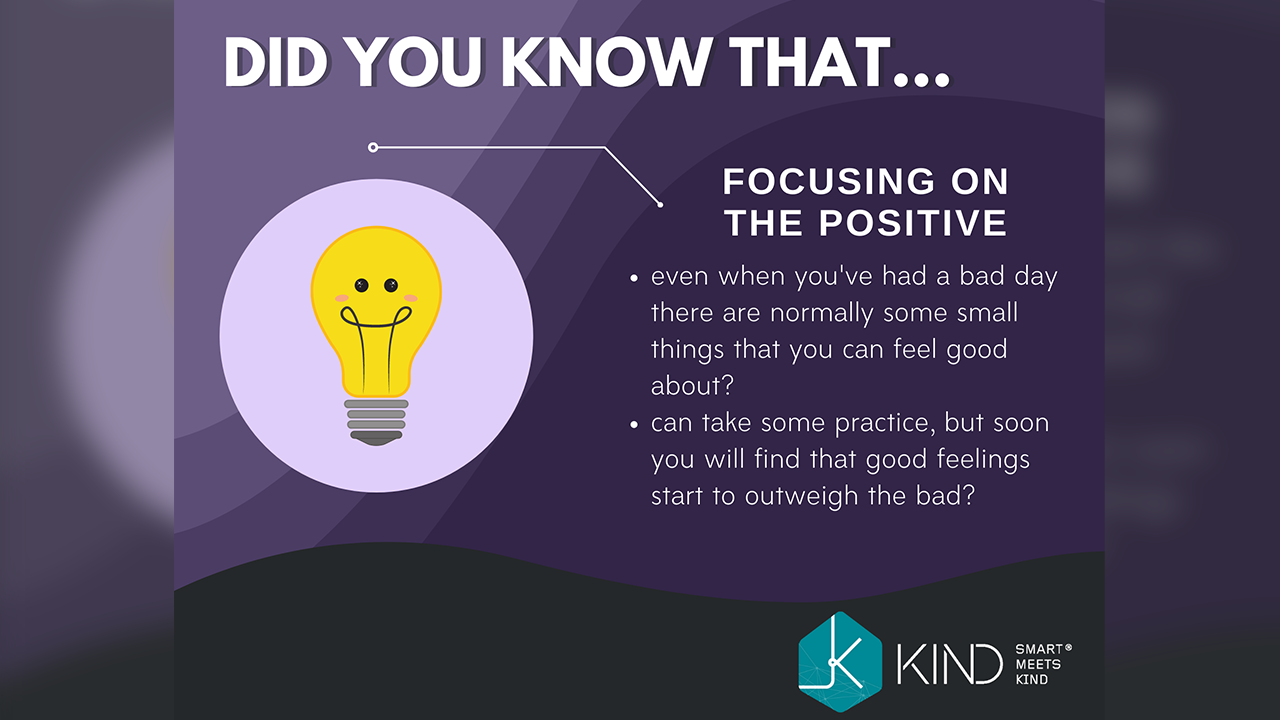 DID YOU KNOW THAT...
FOCUSING ON
THE POSITIVE
• even when you've had a bad day
there are normally some small
things that you can feel good
about?
• can take some practice, but soon
you will find that good feelings
start to outweigh the bad?
K KIND
SMART®
MEETS
KIND